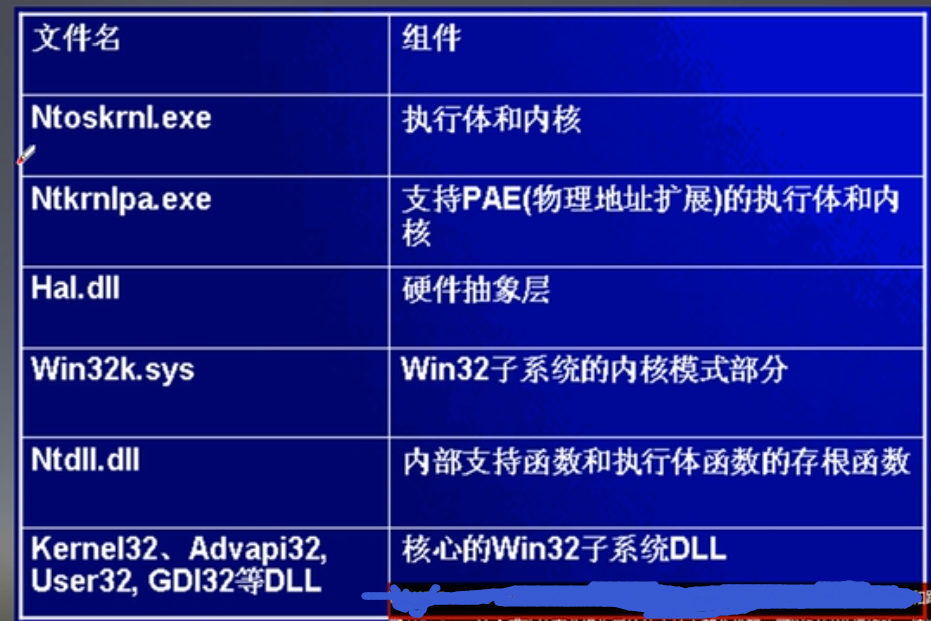 文件名
组件
Ntoskrnl.exe
执行体和内核
Ntkrnlpa.exe
支持PAE(物理地址扩展)的执行体和内
核
Hal.dll
硬件抽象层
Win32k.sys
Win32子系统的内核模式部分
Ntdll.dll
内部支持函数和执行体函数的存根函数
Kernel32、Advapi32,
User32, GDI32等DLL
核心的Win32子系统DLL